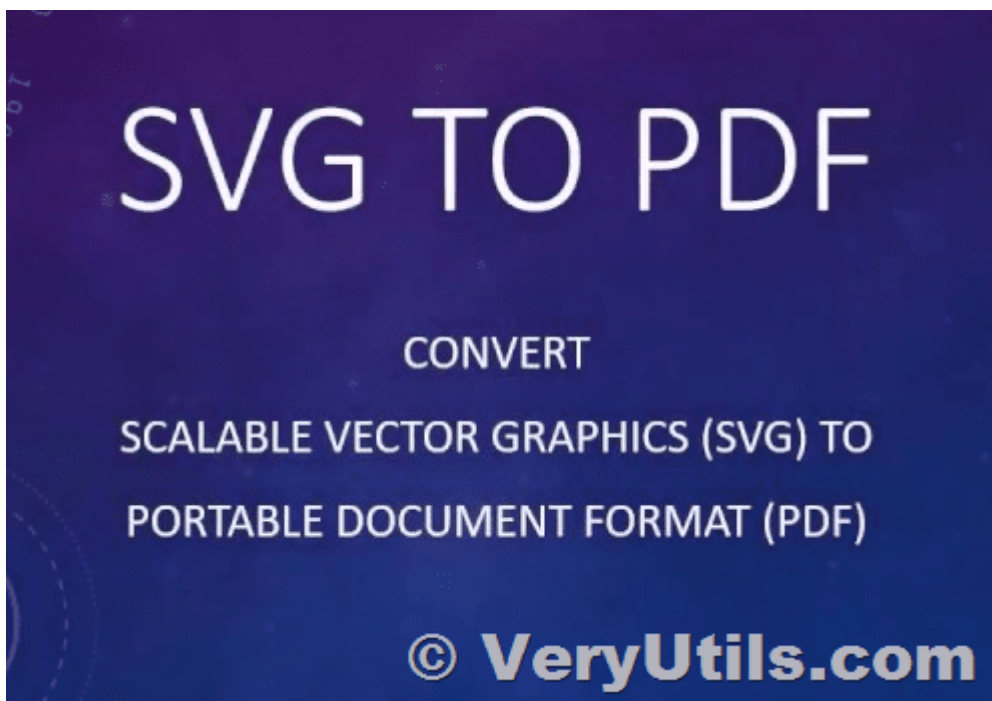 SVG TO PDF
CONVERT
SCALABLE VECTOR GRAPHICS (SVG) TO
PORTABLE DOCUMENT FORMAT (PDF)
© VeryUtils.com